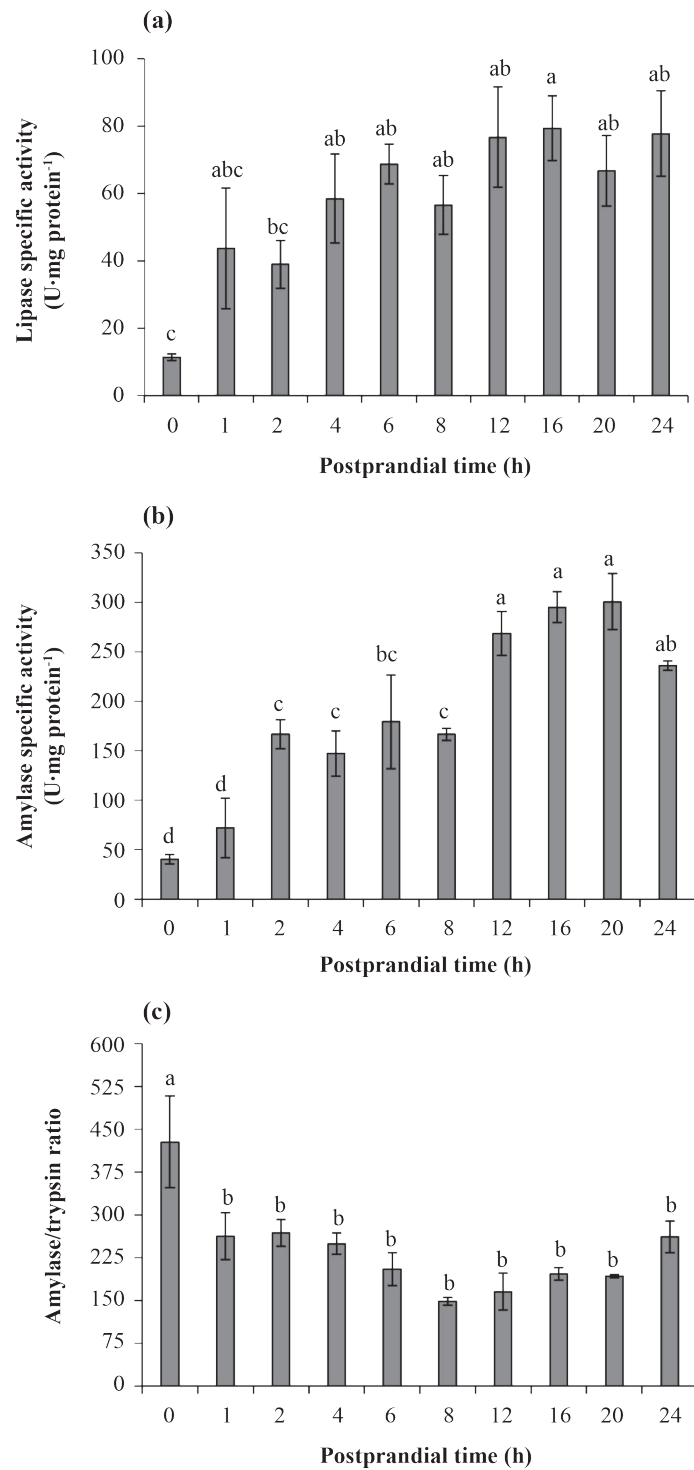 (a)
Lipase specific activity
(U·mg protein⁻¹)
100
80
60
40
20
0
c
abc
bc
ab
ab
ab
ab
a
ab
ab
0 1 2 4 6 8 12 16 20 24
Postprandial time (h)
(b)
Amylase specific activity
(U·mg protein⁻¹)
350
300
250
200
150
100
50
0
d
d
c
c
bc
c
a
a
a
ab
0 1 2 4 6 8 12 16 20 24
Postprandial time (h)
(c)
Amylase/trypsin ratio
600
525
450
375
300
225
150
75
0
a
b
b
b
b
b
b
b
b
b
0 1 2 4 6 8 12 16 20 24
Postprandial time (h)